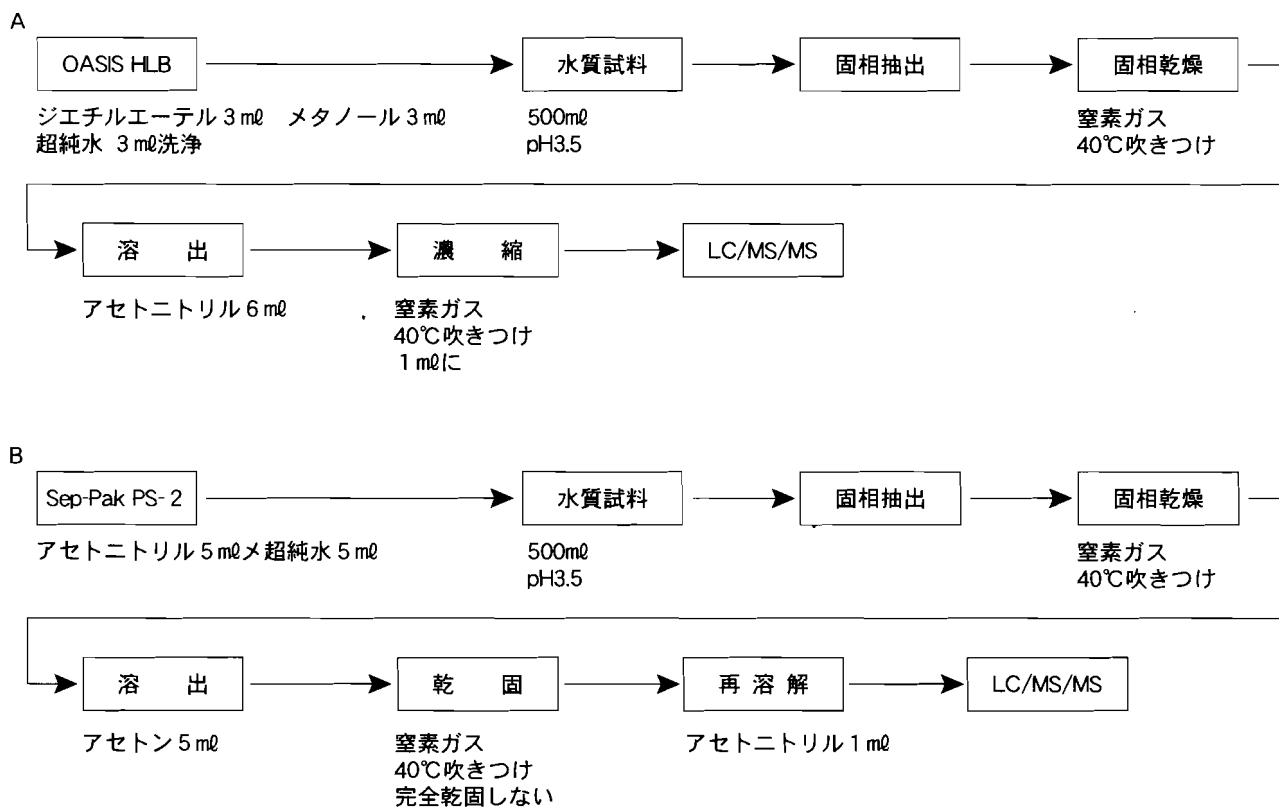 A
OASIS HLB
水質試料
固相抽出
固相乾燥
ジエチルエーテル 3 mℓ メタノール 3 mℓ
超純水 3 mℓ洗浄
500mℓ
pH3.5
窒素ガス
40℃吹きつけ
溶 出
濃 縮
LC/MS/MS
アセトニトリル 6 mℓ
窒素ガス
40℃吹きつけ
1 mℓに
B
Sep-Pak PS-2
水質試料
固相抽出
固相乾燥
アセトニトリル 5 mℓメ超純水 5 mℓ
500mℓ
pH3.5
窒素ガス
40℃吹きつけ
溶 出
乾 固
再 溶 解
LC/MS/MS
アセトン 5 mℓ
窒素ガス
40℃吹きつけ
完全乾固しない
アセトニトリル 1 mℓ